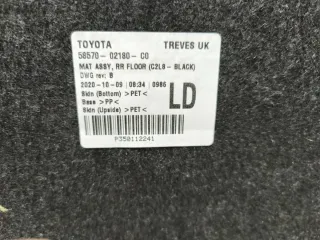 TOYOTA TREVES UK
58570- 02180- C0
MAT ASSY, RR FLOOR (C2L8 - BLACK)
DWG rev: B
2020-10-09 | 08:34 | 0986
Skin (Bottom) >PET<
Base >PP<
Skin (Upside) >PET<
LD
P350112241